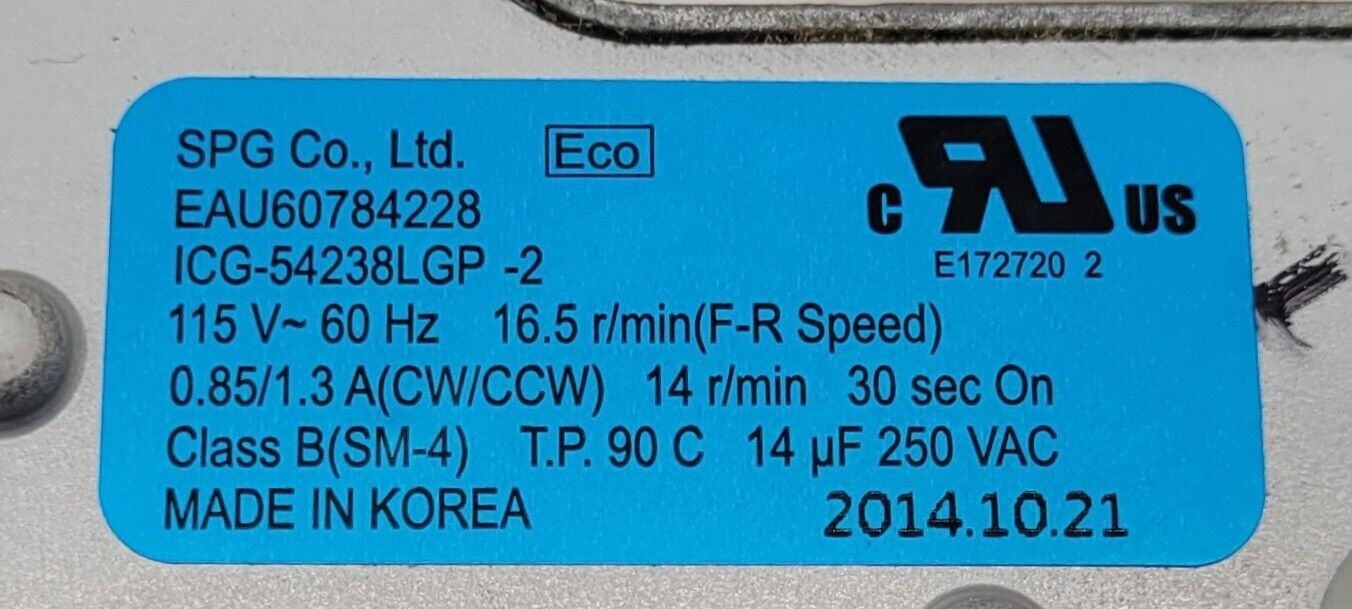 SPG Co., Ltd. Eco
EAU60784228
ICG-54238LGP -2
c RU US
E172720 2
115 V~ 60 Hz 16.5 r/min(F-R Speed)
0.85/1.3 A(CW/CCW) 14 r/min 30 sec On
Class B(SM-4) T.P. 90 C 14 µF 250 VAC
MADE IN KOREA 2014.10.21